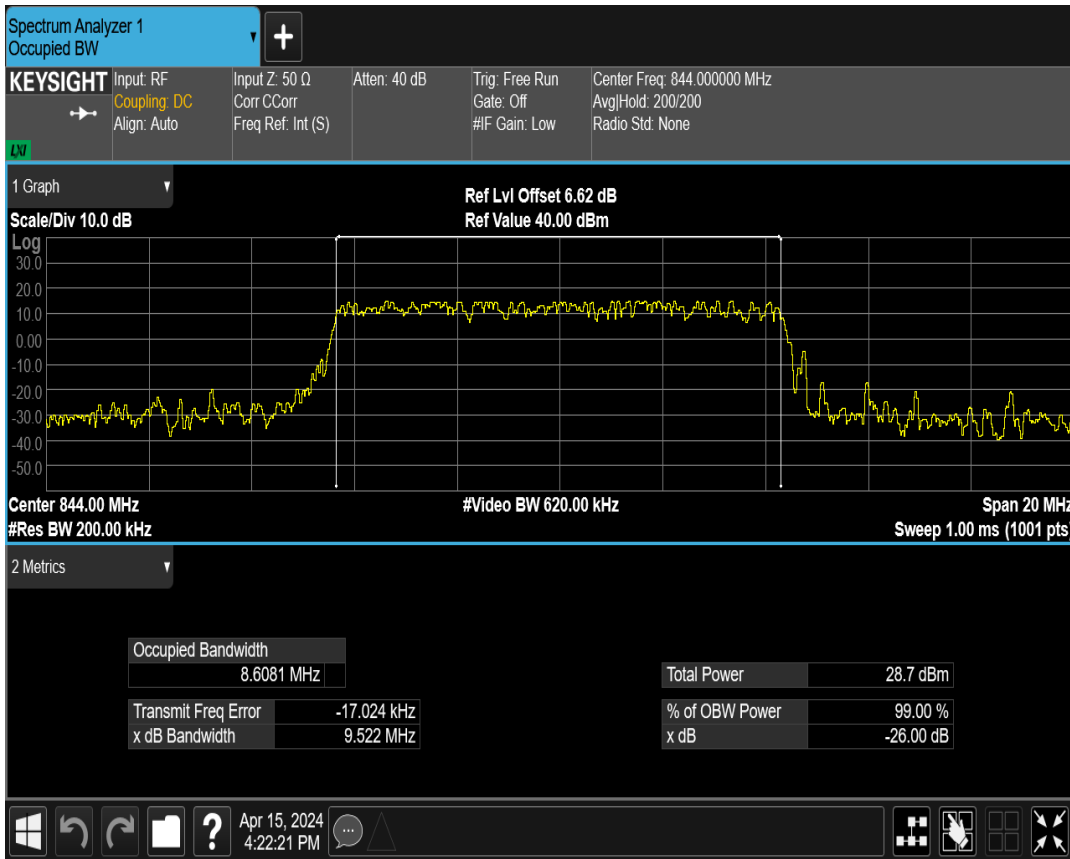 Spectrum Analyzer 1
Occupied BW
+
KEYSIGHT
LXI
Input: RF
Coupling: DC
Align: Auto
Input Z: 50 Ω
Corr CCorr
Freq Ref: Int (S)
Atten: 40 dB
Trig: Free Run
Gate: Off
#IF Gain: Low
Center Freq: 844.000000 MHz
Avg|Hold: 200/200
Radio Std: None
1 Graph
Scale/Div 10.0 dB
Ref Lvl Offset 6.62 dB
Ref Value 40.00 dBm
Log
30.0
20.0
10.0
0.00
-10.0
-20.0
-30.0
-40.0
-50.0
Center 844.00 MHz
#Video BW 620.00 kHz
Span 20 MHz
#Res BW 200.00 kHz
Sweep 1.00 ms (1001 pts)
2 Metrics
Occupied Bandwidth
8.6081 MHz
Total Power 28.7 dBm
Transmit Freq Error -17.024 kHz
% of OBW Power 99.00 %
x dB Bandwidth 9.522 MHz
x dB -26.00 dB
?
Apr 15, 2024
4:22:21 PM